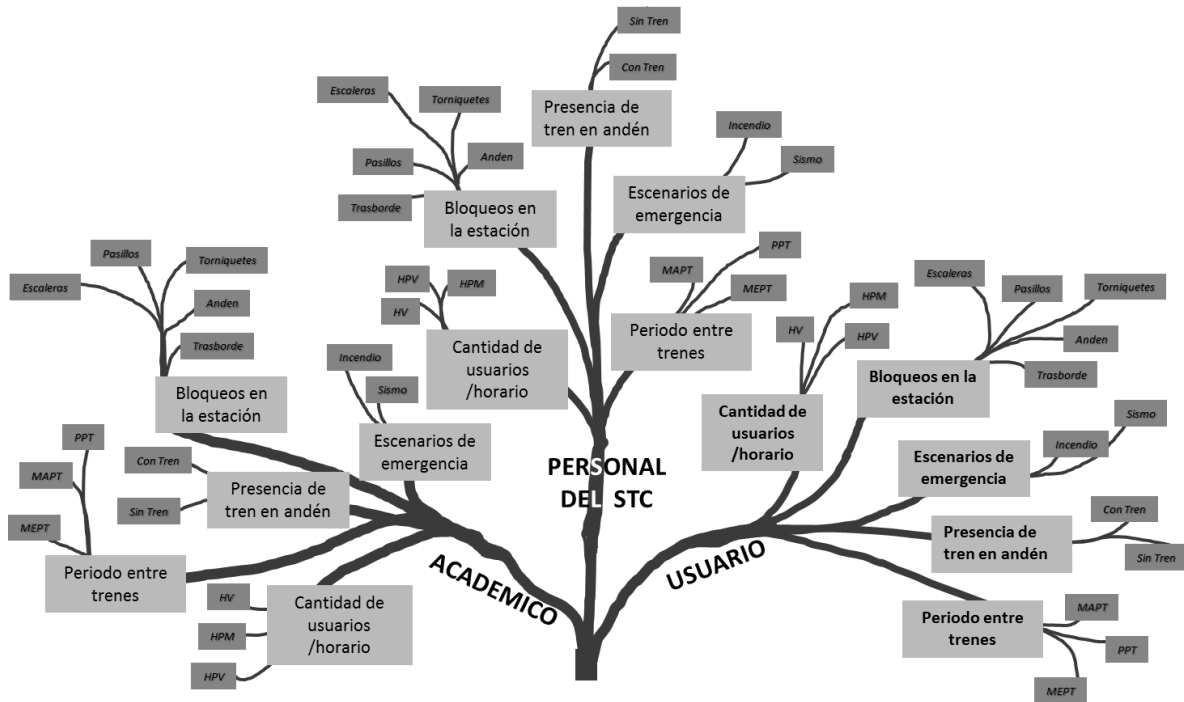 Sin Tren
Con Tren
Presencia de
tren en andén
Escaleras
Torniquetes
Pasillos
Anden
Trasborde
Bloqueos en
la estación
Incendio
Sismo
Escenarios de
emergencia
PPT
MAPT
MEPT
Periodo entre
trenes
HPV
HPM
HV
Cantidad de
usuarios
/horario
PERSONAL
DEL STC
Pasillos
Torniquetes
Escaleras
Anden
Trasborde
Bloqueos en
la estación
Incendio
Sismo
Escenarios de
emergencia
Con Tren
Sin Tren
Presencia de
tren en andén
PPT
MAPT
MEPT
Periodo entre
trenes
HV
HPM
HPV
Cantidad de
usuarios
/horario
ACADEMICO
HPM
HV
HPV
Cantidad de
usuarios
/horario
Escaleras
Pasillos
Torniquetes
Anden
Trasborde
Bloqueos en la
estación
Sismo
Incendio
Escenarios de
emergencia
Con Tren
Sin Tren
Presencia de
tren en andén
MAPT
PPT
MEPT
Periodo entre
trenes
USUARIO